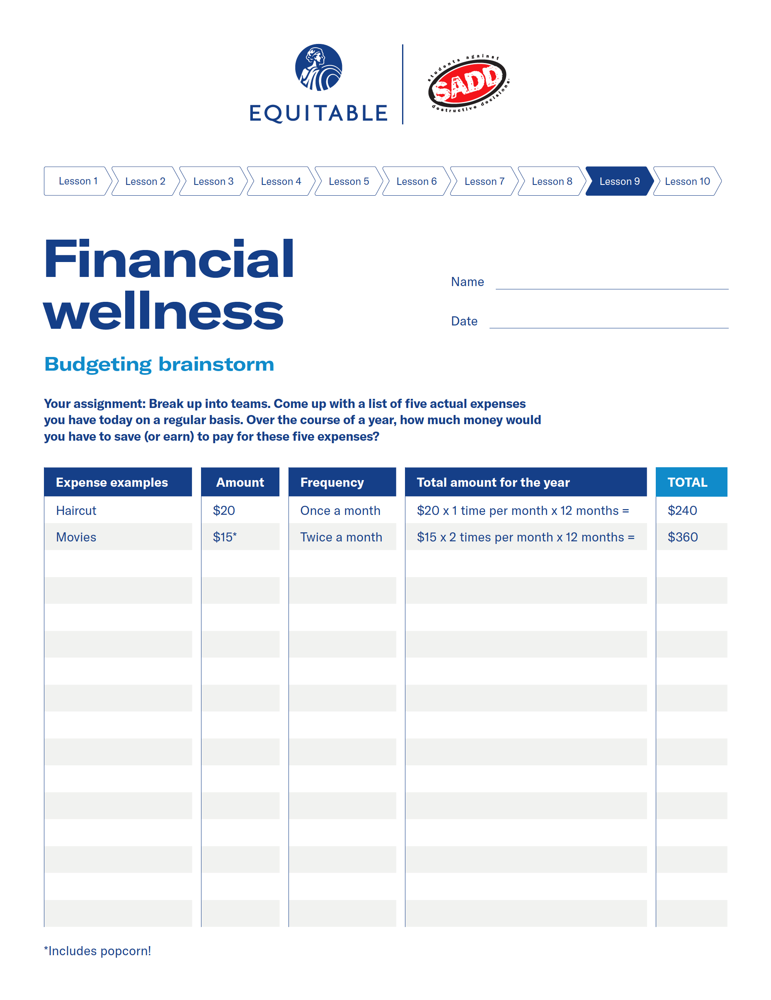 EQUITABLE
students against
SADD
destructive decisions®
Lesson 1 Lesson 2 Lesson 3 Lesson 4 Lesson 5 Lesson 6 Lesson 7 Lesson 8 Lesson 9 Lesson 10
Financial
wellness
Name
Date
Budgeting brainstorm
Your assignment: Break up into teams. Come up with a list of five actual expenses
you have today on a regular basis. Over the course of a year, how much money would
you have to save (or earn) to pay for these five expenses?
Expense examples Amount Frequency Total amount for the year TOTAL
Haircut $20 Once a month $20 x 1 time per month x 12 months = $240
Movies $15* Twice a month $15 x 2 times per month x 12 months = $360
*Includes popcorn!